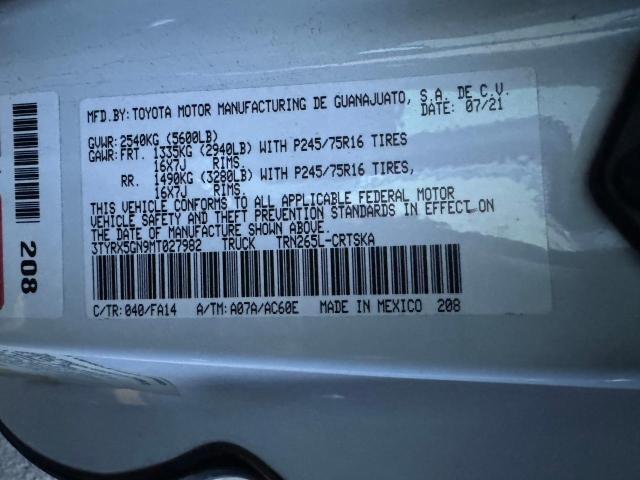 MFD.BY: TOYOTA MOTOR MANUFACTURING DE GUANAJUATO, S.A. DE C.V.
DATE: 07/21
GVWR: 2540KG (5600LB)
GAWR: FRT. 1335KG (2940LB) WITH P245/75R16 TIRES
16X7J RIMS
RR. 1490KG (3280LB) WITH P245/75R16 TIRES,
16X7J RIMS
THIS VEHICLE CONFORMS TO ALL APPLICABLE FEDERAL MOTOR
VEHICLE SAFETY AND THEFT PREVENTION STANDARDS IN EFFECT ON
THE DATE OF MANUFACTURE SHOWN ABOVE.
3TYRX5GN9MT027982 TRUCK TRN265L-CRTSKA
C/TR: 040/FA14 A/TM: A07A/AC60E MADE IN MEXICO 208
208